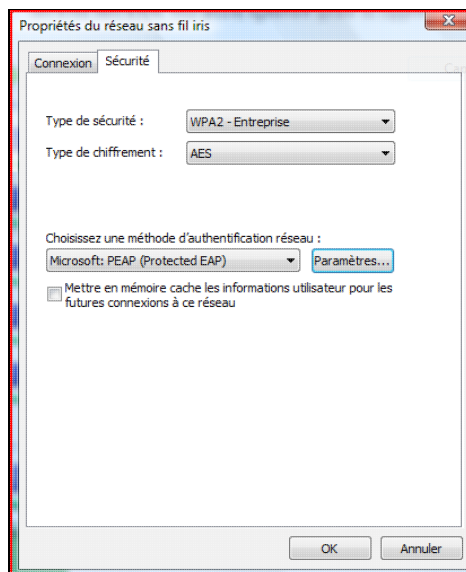 Propriétés du réseau sans fil iris
Connexion
Sécurité
Type de sécurité :
WPA2 - Entreprise
Type de chiffrement :
AES
Choisissez une méthode d'authentification réseau :
Microsoft: PEAP (Protected EAP)
Paramètres...
Mettre en mémoire cache les informations utilisateur pour les
futures connexions à ce réseau
OK
Annuler